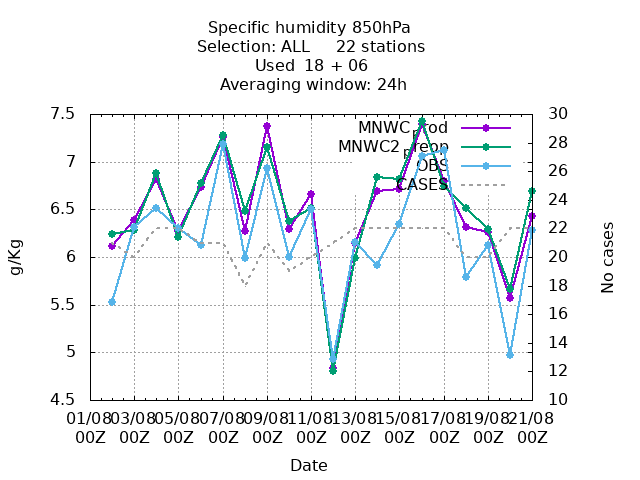 Specific humidity 850hPa
Selection: ALL 22 stations
Used 18 + 06
Averaging window: 24h
7.5
7
6.5
6
5.5
5
4.5
30
28
26
24
22
20
18
16
14
12
10
MNWC_prod
MNWC2_preop
OBS
CASES
g/Kg
No cases
01/08 03/08 05/08 07/08 09/08 11/08 13/08 15/08 17/08 19/08 21/08
00Z 00Z 00Z 00Z 00Z 00Z 00Z 00Z 00Z 00Z 00Z
Date